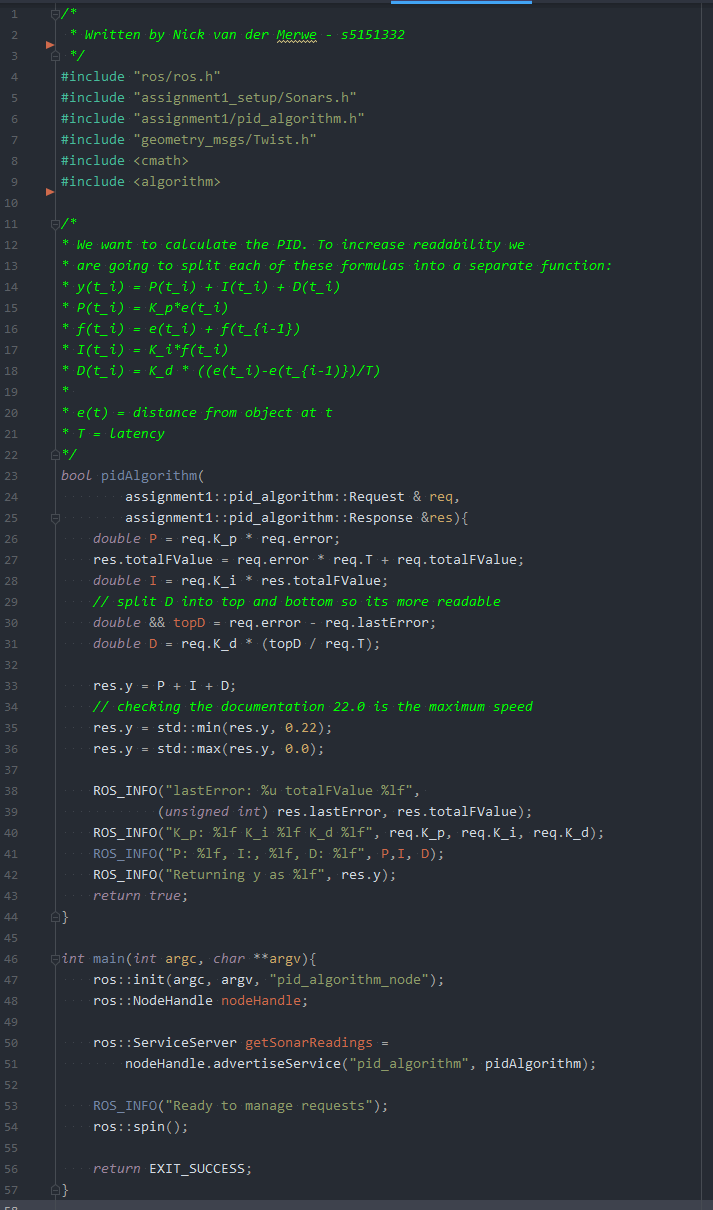 1 /*
2  * Written by Nick van der Merwe - s5151332
3  */
4 #include "ros/ros.h"
5 #include "assignment1_setup/Sonars.h"
6 #include "assignment1/pid_algorithm.h"
7 #include "geometry_msgs/Twist.h"
8 #include <cmath>
9 #include <algorithm>
10
11 /*
12 * We want to calculate the PID. To increase readability we
13 * are going to split each of these formulas into a separate function:
14 * y(t_i) = P(t_i) + I(t_i) + D(t_i)
15 * P(t_i) = K_p*e(t_i)
16 * f(t_i) = e(t_i) + f(t_{i-1})
17 * I(t_i) = K_i*f(t_i)
18 * D(t_i) = K_d * ((e(t_i)-e(t_{i-1)})/T)
19 *
20 * e(t) = distance from object at t
21 * T = latency
22 */
23 bool pidAlgorithm(
24         assignment1::pid_algorithm::Request & req,
25         assignment1::pid_algorithm::Response &res){
26     double P = req.K_p * req.error;
27     res.totalFValue = req.error * req.T + req.totalFValue;
28     double I = req.K_i * res.totalFValue;
29     // split D into top and bottom so its more readable
30     double && topD = req.error - req.lastError;
31     double D = req.K_d * (topD / req.T);
32
33     res.y = P + I + D;
34     // checking the documentation 22.0 is the maximum speed
35     res.y = std::min(res.y, 0.22);
36     res.y = std::max(res.y, 0.0);
37
38     ROS_INFO("lastError: %u totalFValue %lf",
39             (unsigned int) res.lastError, res.totalFValue);
40     ROS_INFO("K_p: %lf K_i %lf K_d %lf", req.K_p, req.K_i, req.K_d);
41     ROS_INFO("P: %lf, I:, %lf, D: %lf", P,I, D);
42     ROS_INFO("Returning y as %lf", res.y);
43     return true;
44 }
45
46 int main(int argc, char **argv){
47     ros::init(argc, argv, "pid_algorithm_node");
48     ros::NodeHandle nodeHandle;
49
50     ros::ServiceServer getSonarReadings =
51         nodeHandle.advertiseService("pid_algorithm", pidAlgorithm);
52
53     ROS_INFO("Ready to manage requests");
54     ros::spin();
55
56     return EXIT_SUCCESS;
57 }
58